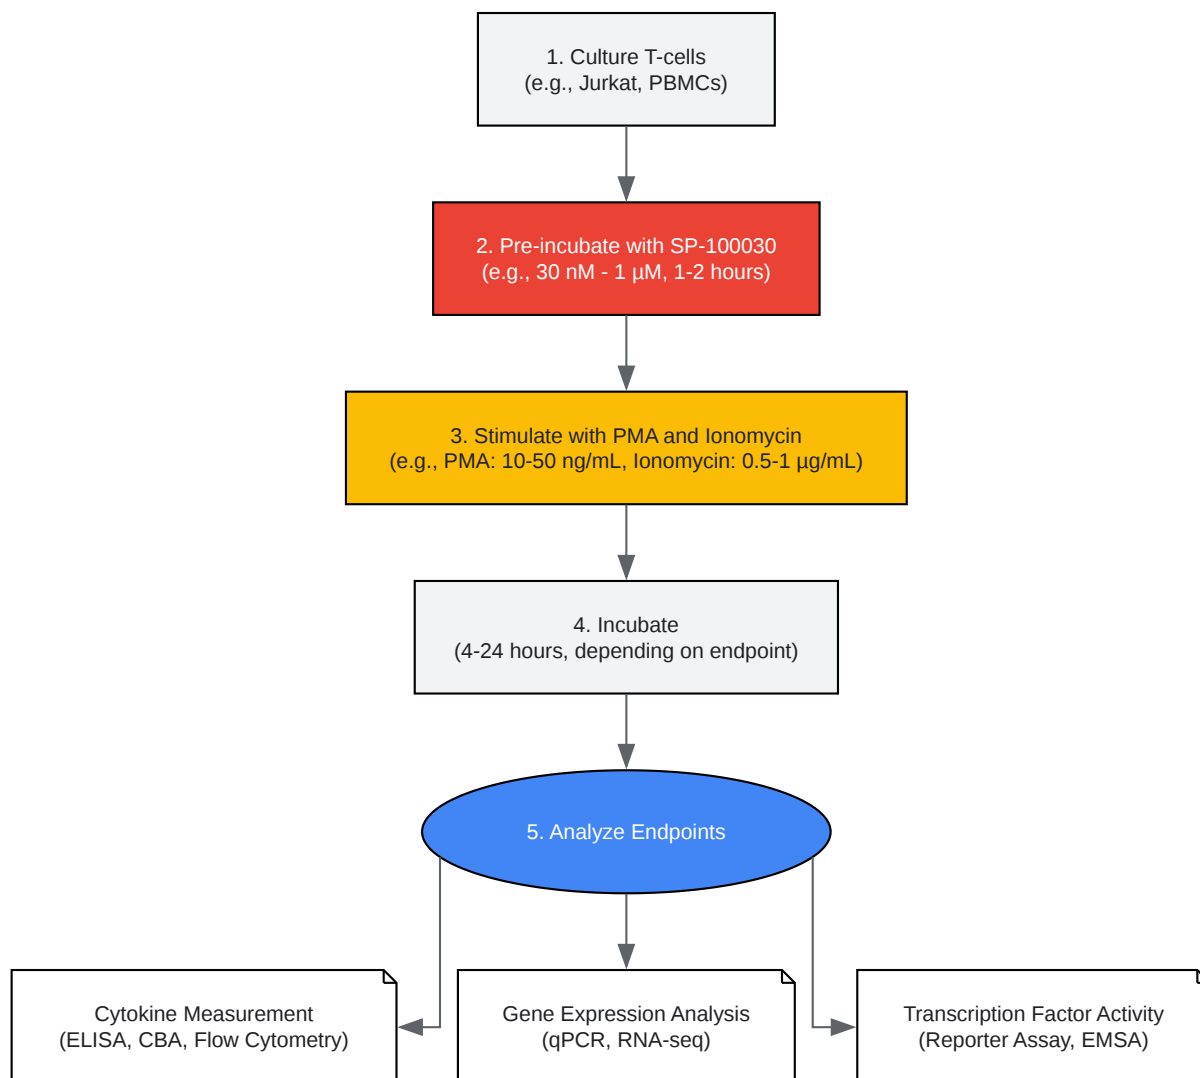 1. Culture T-cells
(e.g., Jurkat, PBMCs)
2. Pre-incubate with SP-100030
(e.g., 30 nM - 1 µM, 1-2 hours)
3. Stimulate with PMA and Ionomycin
(e.g., PMA: 10-50 ng/mL, Ionomycin: 0.5-1 µg/mL)
4. Incubate
(4-24 hours, depending on endpoint)
5. Analyze Endpoints
Cytokine Measurement
(ELISA, CBA, Flow Cytometry)
Gene Expression Analysis
(qPCR, RNA-seq)
Transcription Factor Activity
(Reporter Assay, EMSA)